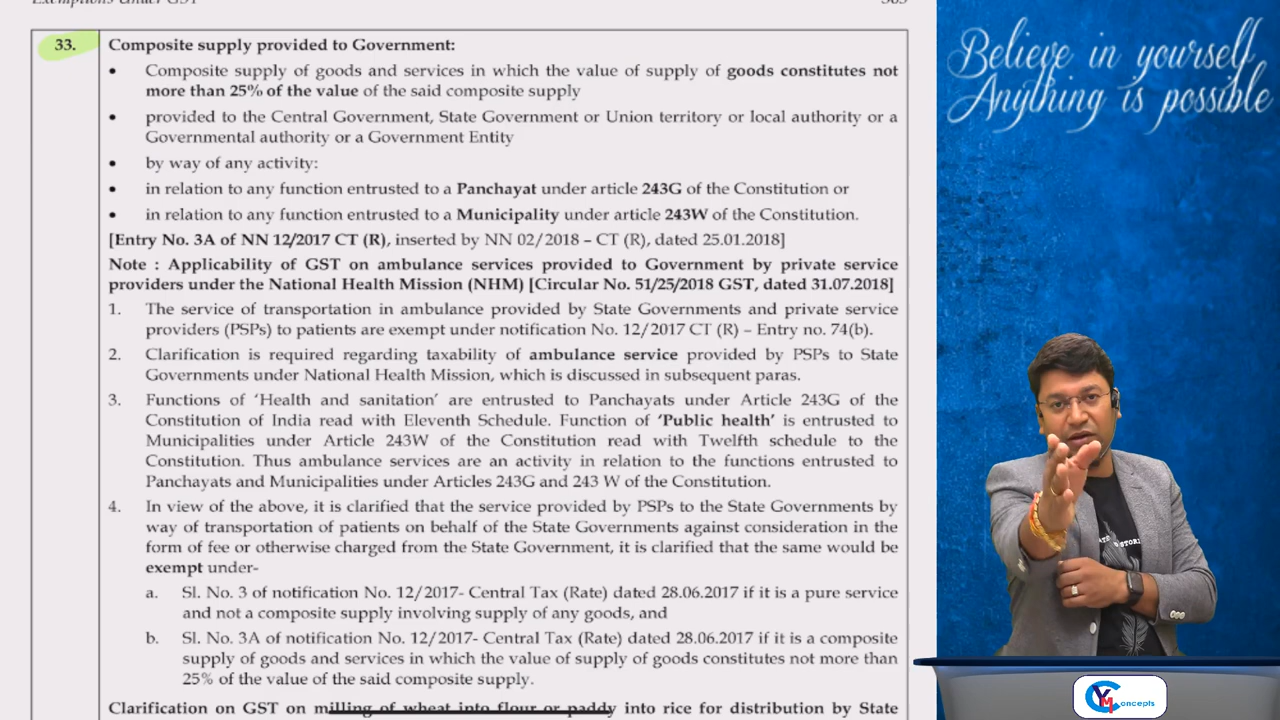 Exemptions Under GST 383
33. Composite supply provided to Government:
• Composite supply of goods and services in which the value of supply of goods constitutes not
more than 25% of the value of the said composite supply
• provided to the Central Government, State Government or Union territory or local authority or a
Governmental authority or a Government Entity
• by way of any activity:
• in relation to any function entrusted to a Panchayat under article 243G of the Constitution or
• in relation to any function entrusted to a Municipality under article 243W of the Constitution.
[Entry No. 3A of NN 12/2017 CT (R), inserted by NN 02/2018 – CT (R), dated 25.01.2018]
Note : Applicability of GST on ambulance services provided to Government by private service
providers under the National Health Mission (NHM) [Circular No. 51/25/2018 GST, dated 31.07.2018]
1. The service of transportation in ambulance provided by State Governments and private service
providers (PSPs) to patients are exempt under notification No. 12/2017 CT (R) – Entry no. 74(b).
2. Clarification is required regarding taxability of ambulance service provided by PSPs to State
Governments under National Health Mission, which is discussed in subsequent paras.
3. Functions of ‘Health and sanitation’ are entrusted to Panchayats under Article 243G of the
Constitution of India read with Eleventh Schedule. Function of ‘Public health’ is entrusted to
Municipalities under Article 243W of the Constitution read with Twelfth schedule to the
Constitution. Thus ambulance services are an activity in relation to the functions entrusted to
Panchayats and Municipalities under Articles 243G and 243 W of the Constitution.
4. In view of the above, it is clarified that the service provided by PSPs to the State Governments by
way of transportation of patients on behalf of the State Governments against consideration in the
form of fee or otherwise charged from the State Government, it is clarified that the same would be
exempt under-
a. Sl. No. 3 of notification No. 12/2017- Central Tax (Rate) dated 28.06.2017 if it is a pure service
and not a composite supply involving supply of any goods, and
b. Sl. No. 3A of notification No. 12/2017- Central Tax (Rate) dated 28.06.2017 if it is a composite
supply of goods and services in which the value of supply of goods constitutes not more than
25% of the value of the said composite supply.
Clarification on GST on milling of wheat into flour or paddy into rice for distribution by State
Believe in yourself
Anything is possible
YM
Concepts